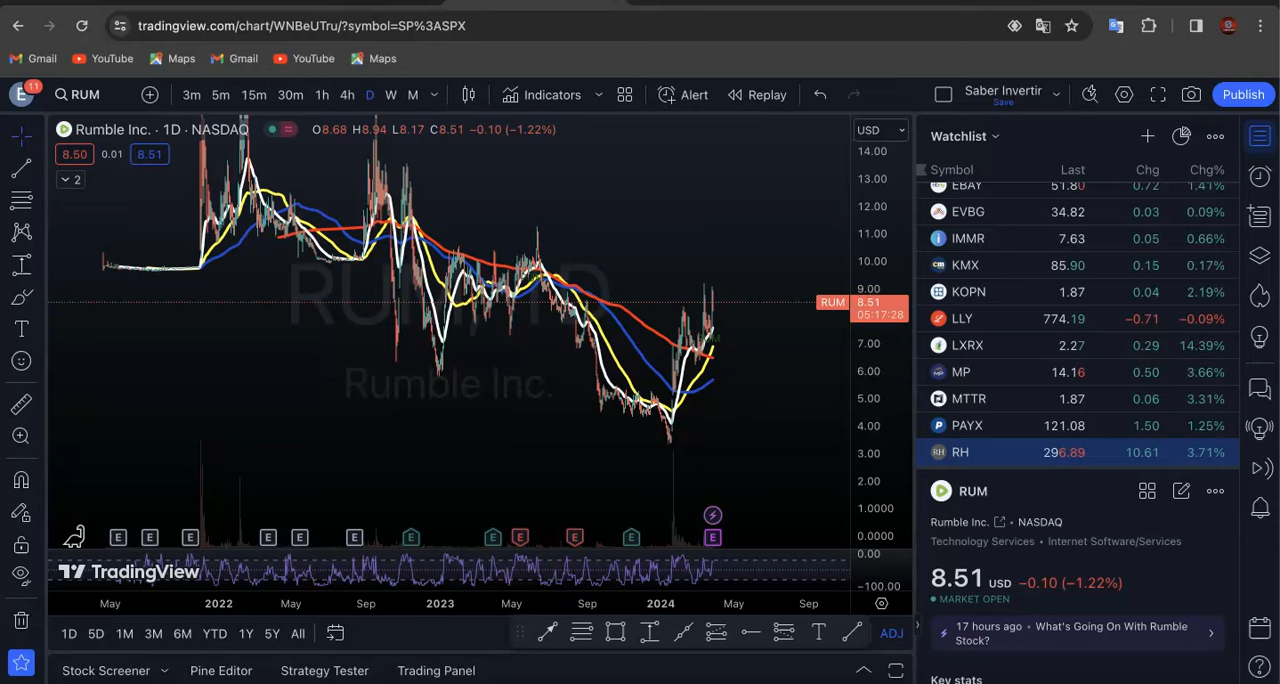 tradingview.com/chart/WNBeUTru/?symbol=SP%3ASPX
Gmail YouTube Maps Gmail YouTube Maps
E 11 RUM 3m 5m 15m 30m 1h 4h D W M Indicators Alert Replay Saber Invertir Save Publish
Rumble Inc. · 1D · NASDAQ O8.68 H8.94 L8.17 C8.51 −0.10 (−1.22%)
8.50 0.01 8.51
2
USD
14.00
13.00
12.00
11.00
10.00
9.00
RUM 8.51
05:17:28
7.00
6.00
5.00
4.00
3.00
2.00
1.0000
0.0000
0.00
−100.00
RUM, 1D
Rumble Inc.
E E E E E E E E E E E E
TradingView
May 2022 May Sep 2023 May Sep 2024 May Sep
1D 5D 1M 3M 6M YTD 1Y 5Y All ADJ
Stock Screener Pine Editor Strategy Tester Trading Panel
Watchlist
Symbol Last Chg Chg%
EBAY 51.80 0.72 1.41%
EVBG 34.82 0.03 0.09%
IMMR 7.63 0.05 0.66%
KMX 85.90 0.15 0.17%
KOPN 1.87 0.04 2.19%
LLY 774.19 −0.71 −0.09%
LXRX 2.27 0.29 14.39%
MP 14.16 0.50 3.66%
MTTR 1.87 0.06 3.31%
PAYX 121.08 1.50 1.25%
RH RH 296.89 10.61 3.71%
RUM
Rumble Inc. • NASDAQ
Technology Services • Internet Software/Services
8.51 USD −0.10 (−1.22%)
MARKET OPEN
17 hours ago • What's Going On With Rumble
Stock?
Key stats